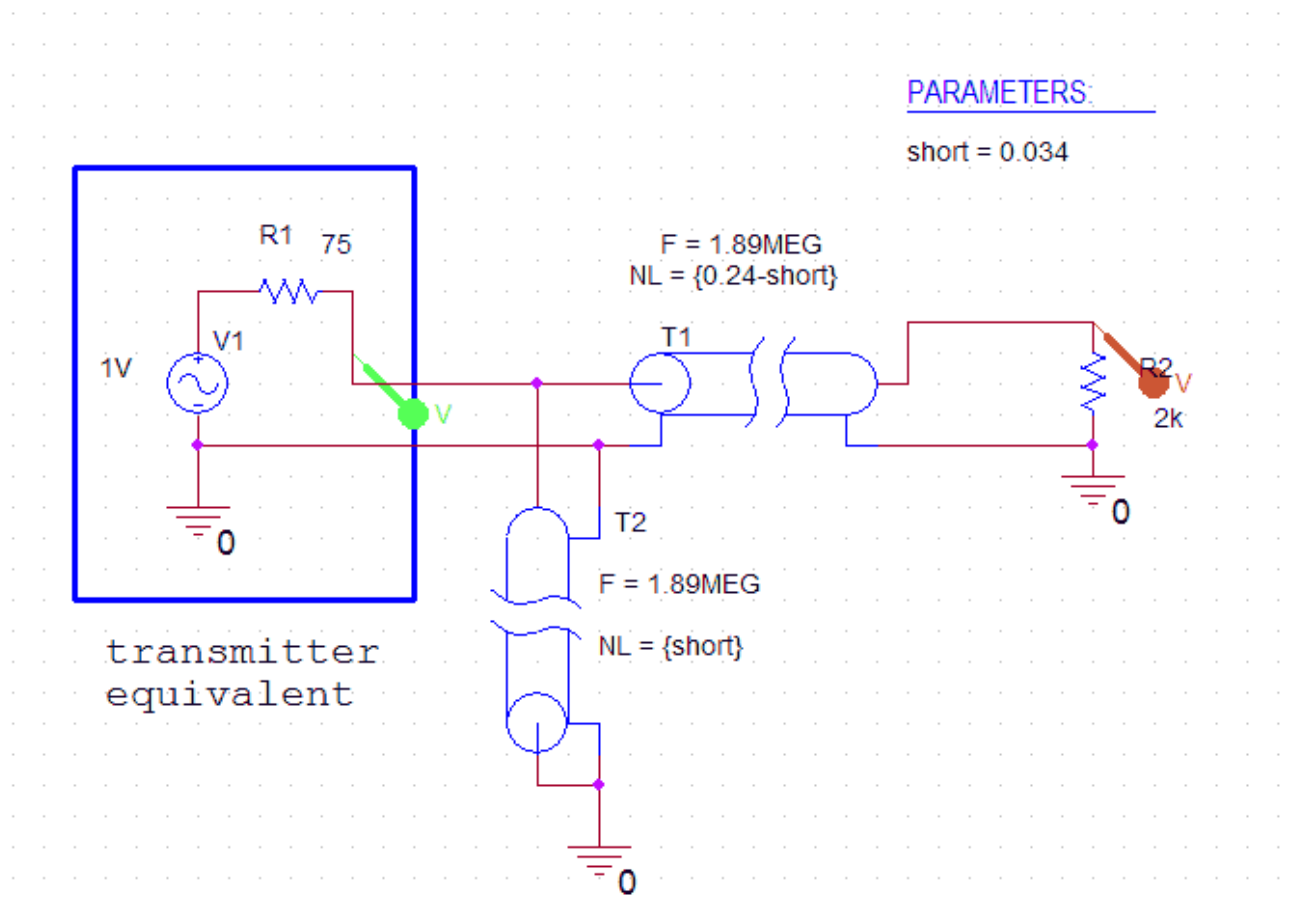 PARAMETERS:
short = 0.034
R1
75
F = 1.89MEG
NL = {0.24-short}
V1
1V
T1
R2
V
V
2k
0
0
T2
F = 1.89MEG
NL = {short}
transmitter
equivalent
0